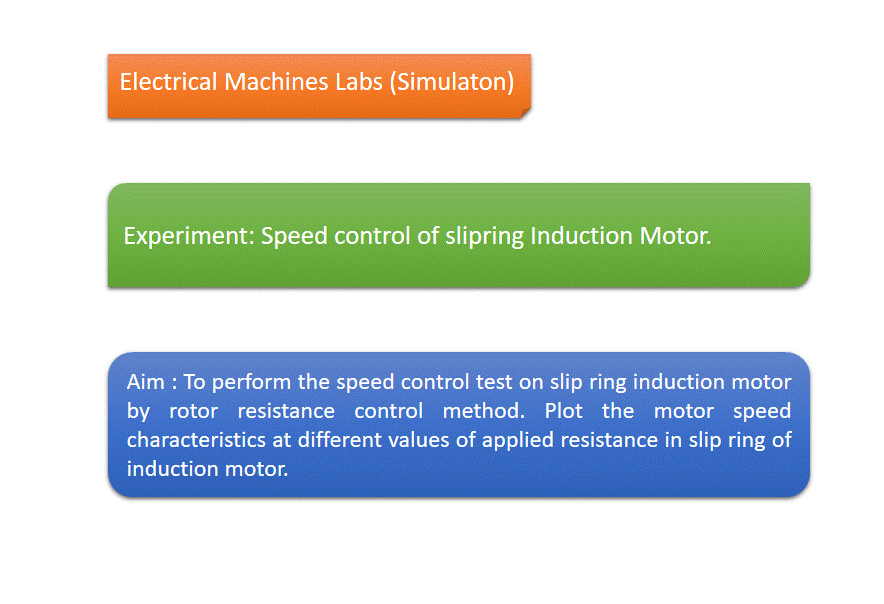 Electrical Machines Labs (Simulaton)
Experiment: Speed control of slipring Induction Motor.
Aim : To perform the speed control test on slip ring induction motor
by rotor resistance control method. Plot the motor speed
characteristics at different values of applied resistance in slip ring of
induction motor.